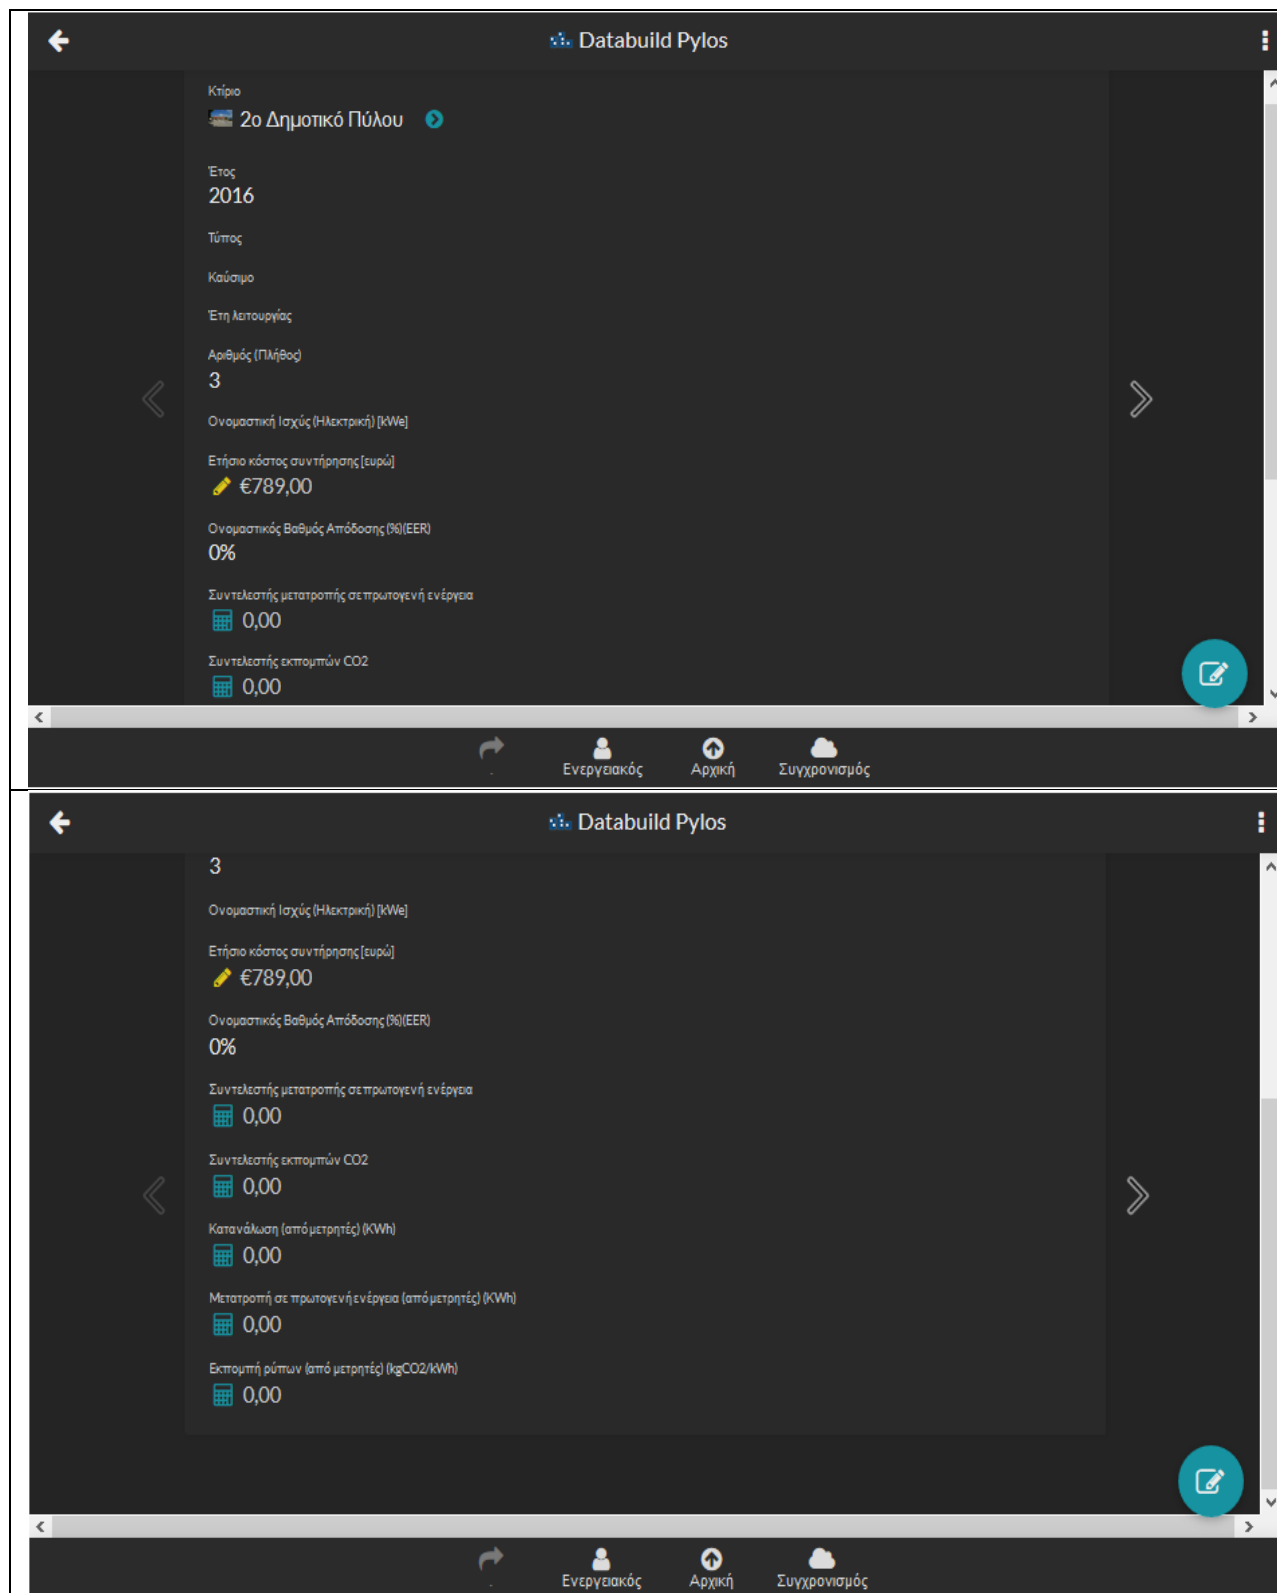 Databuild Pylos
Κτίριο
2ο Δημοτικό Πύλου
Έτος
2016
Τύπος
Καύσιμο
Έτη λειτουργίας
Αριθμός (Πλήθος)
3
Ονομαστική Ισχύς (Ηλεκτρική) [kWe]
Ετήσιο κόστος συντήρησης [ευρώ]
€789,00
Ονομαστικός Βαθμός Απόδοσης (%)(EER)
0%
Συντελεστής μετατροπής σε πρωτογενή ενέργεια
0,00
Συντελεστής εκπομπών CO2
0,00
. Ενεργειακός Αρχική Συγχρονισμός
Databuild Pylos
3
Ονομαστική Ισχύς (Ηλεκτρική) [kWe]
Ετήσιο κόστος συντήρησης [ευρώ]
€789,00
Ονομαστικός Βαθμός Απόδοσης (%)(EER)
0%
Συντελεστής μετατροπής σε πρωτογενή ενέργεια
0,00
Συντελεστής εκπομπών CO2
0,00
Κατανάλωση (από μετρητές) (KWh)
0,00
Μετατροπή σε πρωτογενή ενέργεια (από μετρητές) (KWh)
0,00
Εκπομπή ρύπων (από μετρητές) (kgCO2/kWh)
0,00
. Ενεργειακός Αρχική Συγχρονισμός